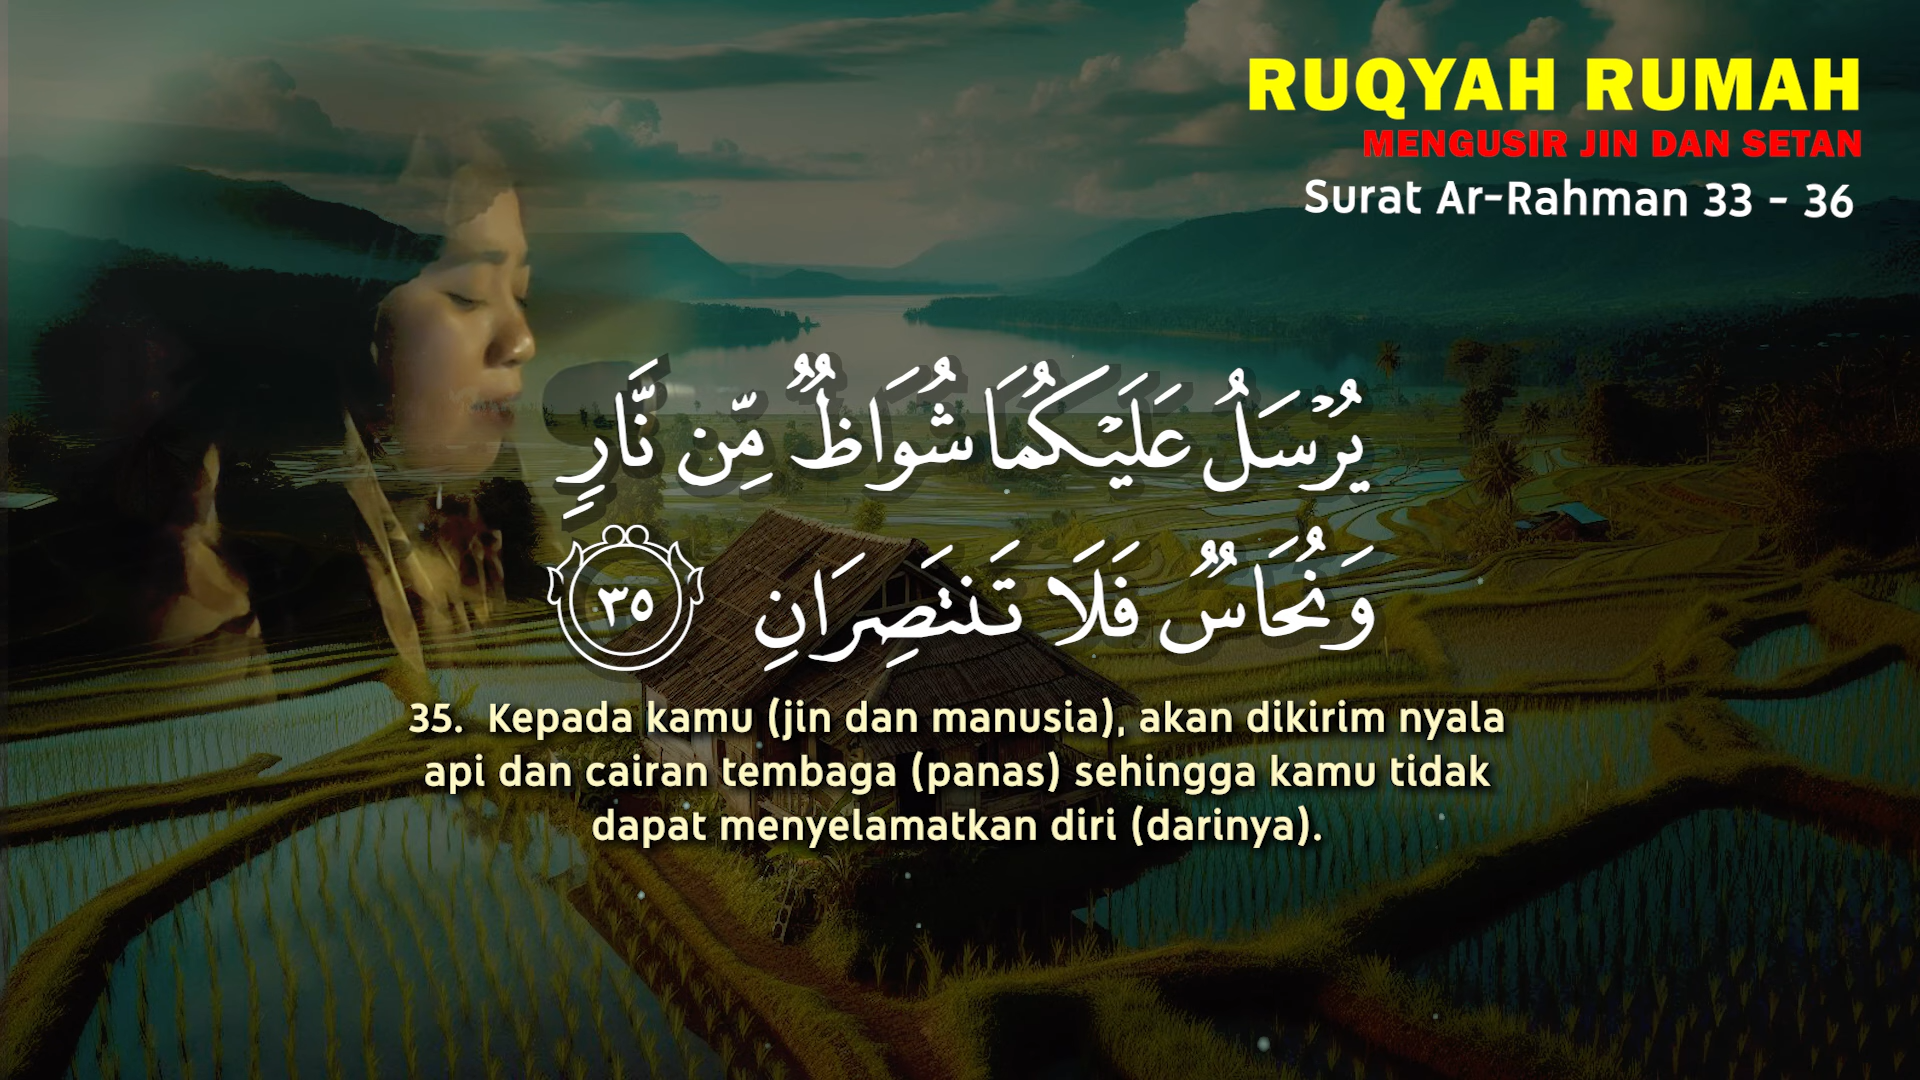 RUQYAH RUMAH
MENGUSIR JIN DAN SETAN
Surat Ar-Rahman 33 - 36
يُرْسَلُ عَلَيْكُمَا شُوَاظٌ مِّن نَّارٍ
وَنُحَاسٌ فَلَا تَنتَصِرَانِ ٣٥
35. Kepada kamu (jin dan manusia), akan dikirim nyala
api dan cairan tembaga (panas) sehingga kamu tidak
dapat menyelamatkan diri (darinya).